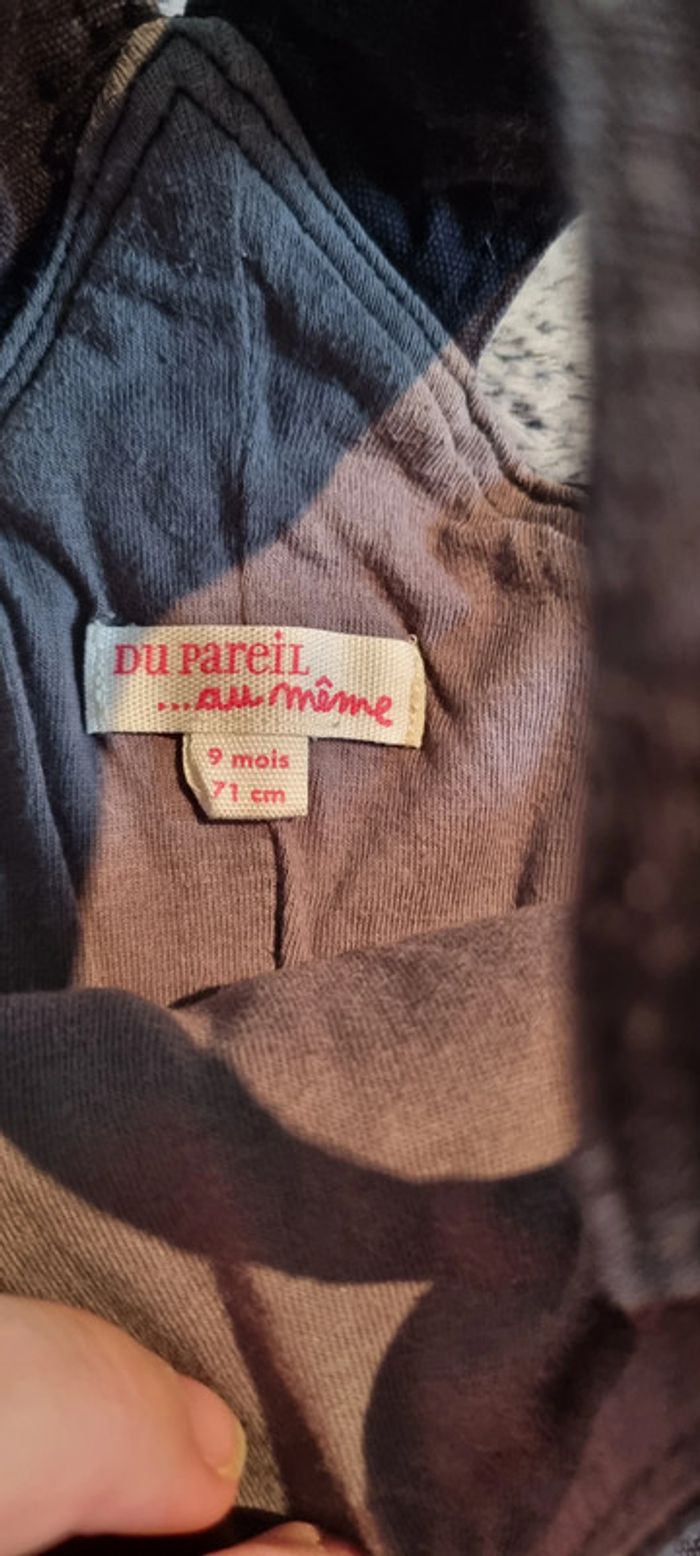 DU PAREIL
...au même
9 mois
71 cm